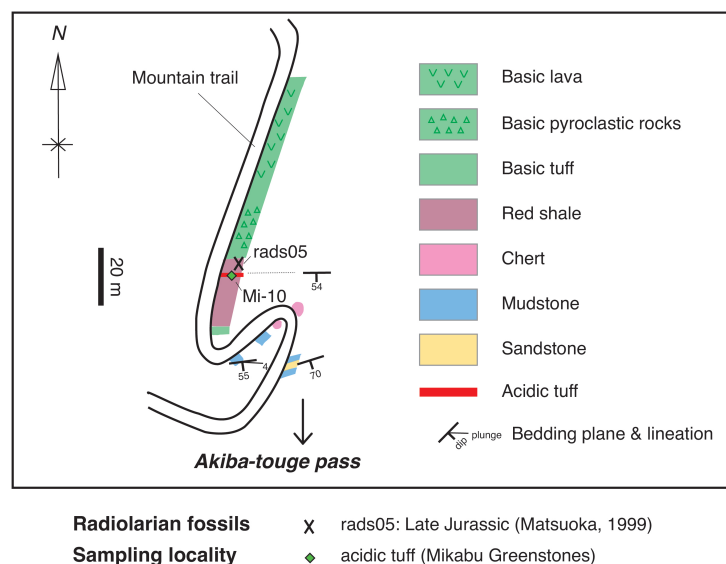 N
Mountain trail
20 m
rads05
54
Mi-10
55
4
70
Akiba-touge pass
Basic lava
Basic pyroclastic rocks
Basic tuff
Red shale
Chert
Mudstone
Sandstone
Acidic tuff
dip plunge Bedding plane & lineation
Radiolarian fossils X rads05: Late Jurassic (Matsuoka, 1999)
Sampling locality acidic tuff (Mikabu Greenstones)